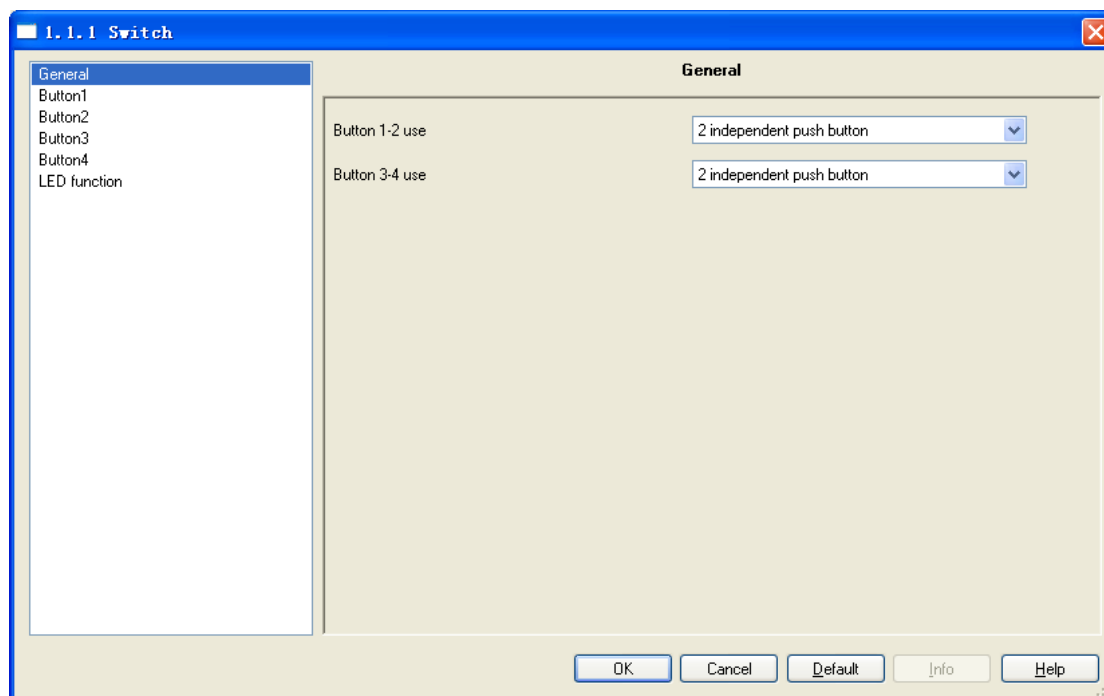 1.1.1 Switch
General
Button1
Button2
Button3
Button4
LED function
General
Button 1-2 use
2 independent push button
Button 3-4 use
2 independent push button
OK
Cancel
Default
Info
Help